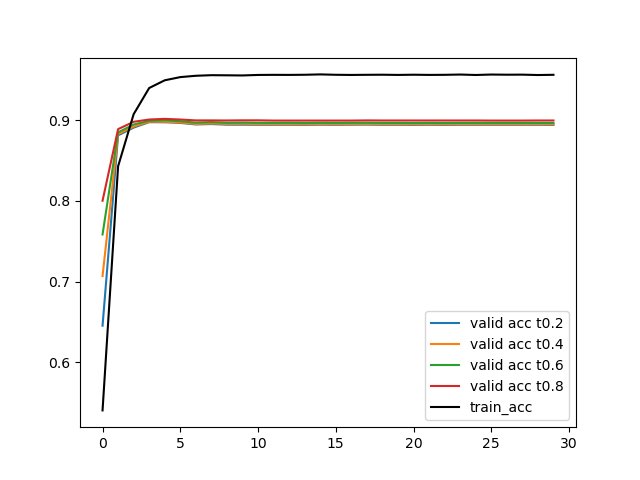 0.9
0.8
0.7
0.6
0 5 10 15 20 25 30
valid acc t0.2
valid acc t0.4
valid acc t0.6
valid acc t0.8
train_acc